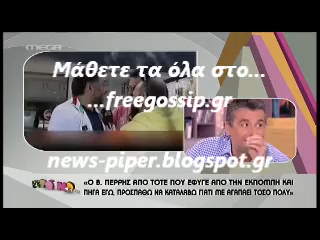 MEGA
Μάθετε τα όλα στο...
...freegossip.gr
news-piper.blogspot.gr
«Ο Β. ΠΕΡΡΗΣ ΑΠΟ ΤΟΤΕ ΠΟΥ ΕΦΥΓΕ ΑΠΟ ΤΗΝ ΕΚΠΟΜΠΗ ΚΑΙ
ΠΗΓΑ ΕΓΩ, ΠΡΟΣΠΑΘΩ ΝΑ ΚΑΤΑΛΑΒΩ ΓΙΑΤΙ ΜΕ ΑΓΑΠΑΕΙ ΤΟΣΟ ΠΟΛΥ»